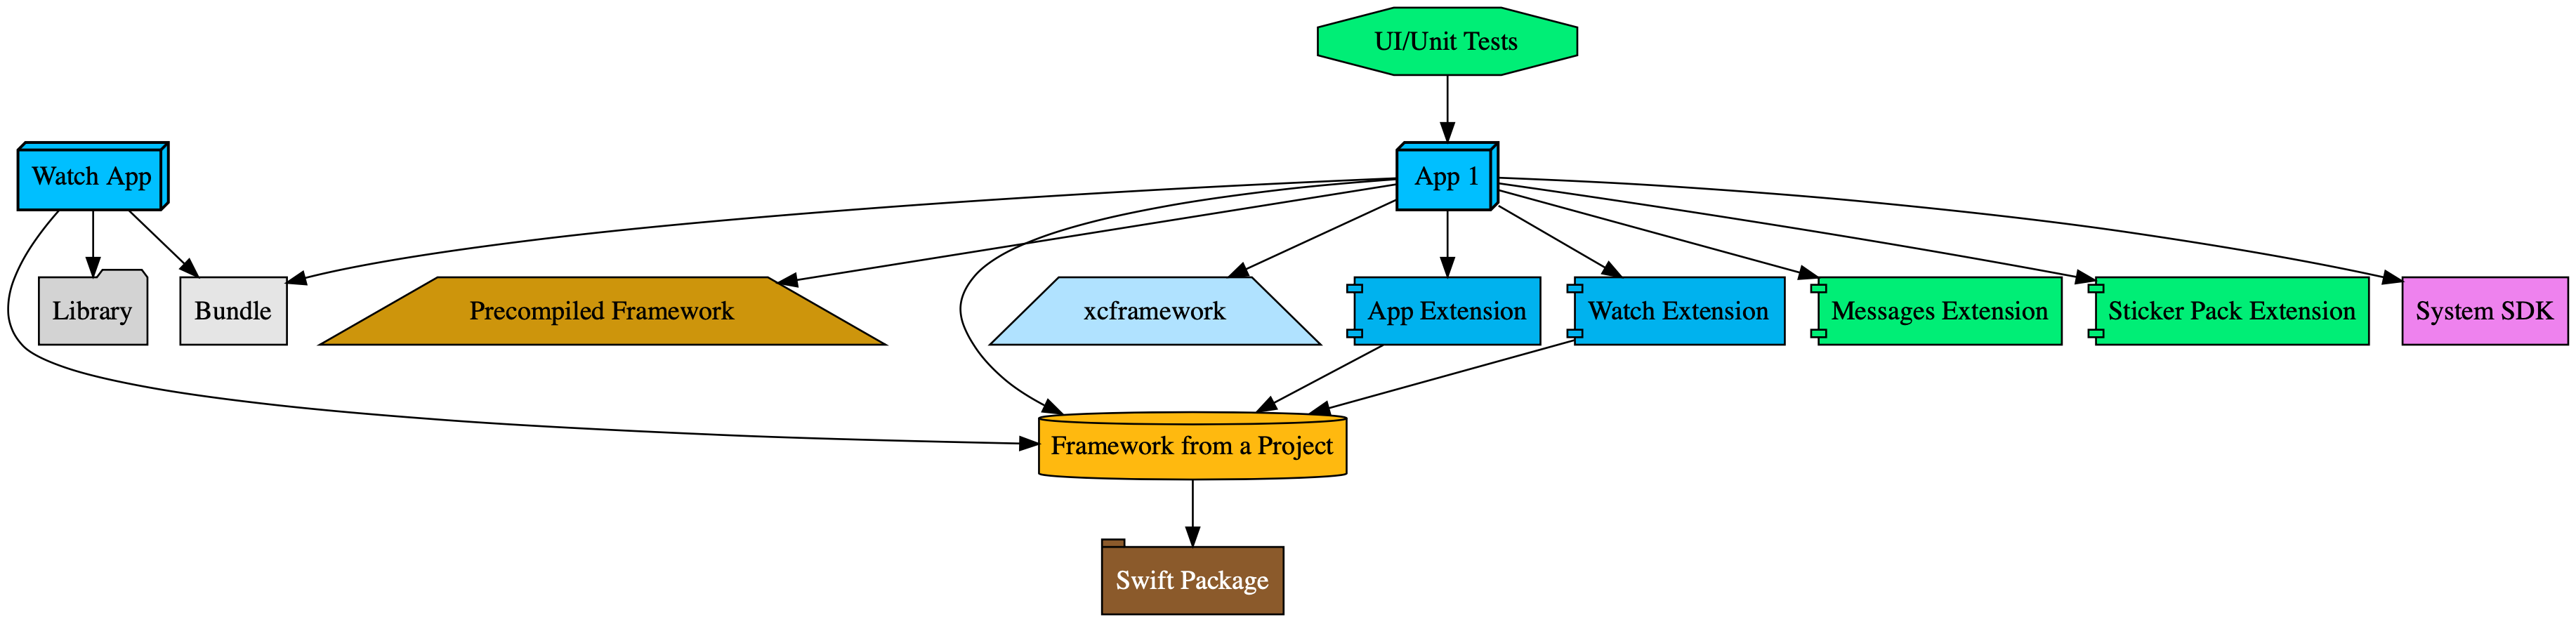 UI/Unit Tests
Watch App
App 1
Library
Bundle
Precompiled Framework
xcframework
App Extension
Watch Extension
Messages Extension
Sticker Pack Extension
System SDK
Framework from a Project
Swift Package